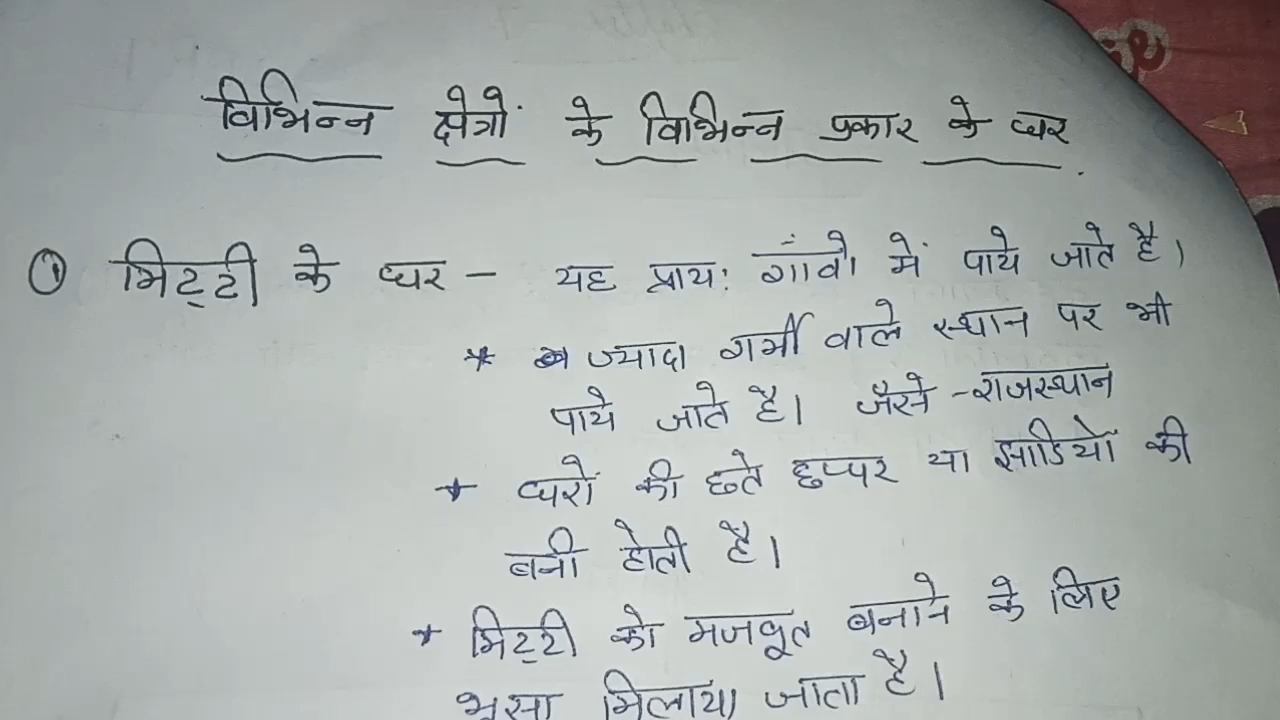 विभिन्न क्षेत्रों के विभिन्न प्रकार के घर
① मिट्टी के घर – यह प्रायः गांवों में पाये जाते है।
* ज्यादा गर्मी वाले स्थान पर भी
पाये जाते है। जैसे – राजस्थान
* घरों की छते छप्पर या झाडियों की
बनी होती है।
* मिट्टी को मजबूत बनाने के लिए
भूसा मिलाया जाता है।